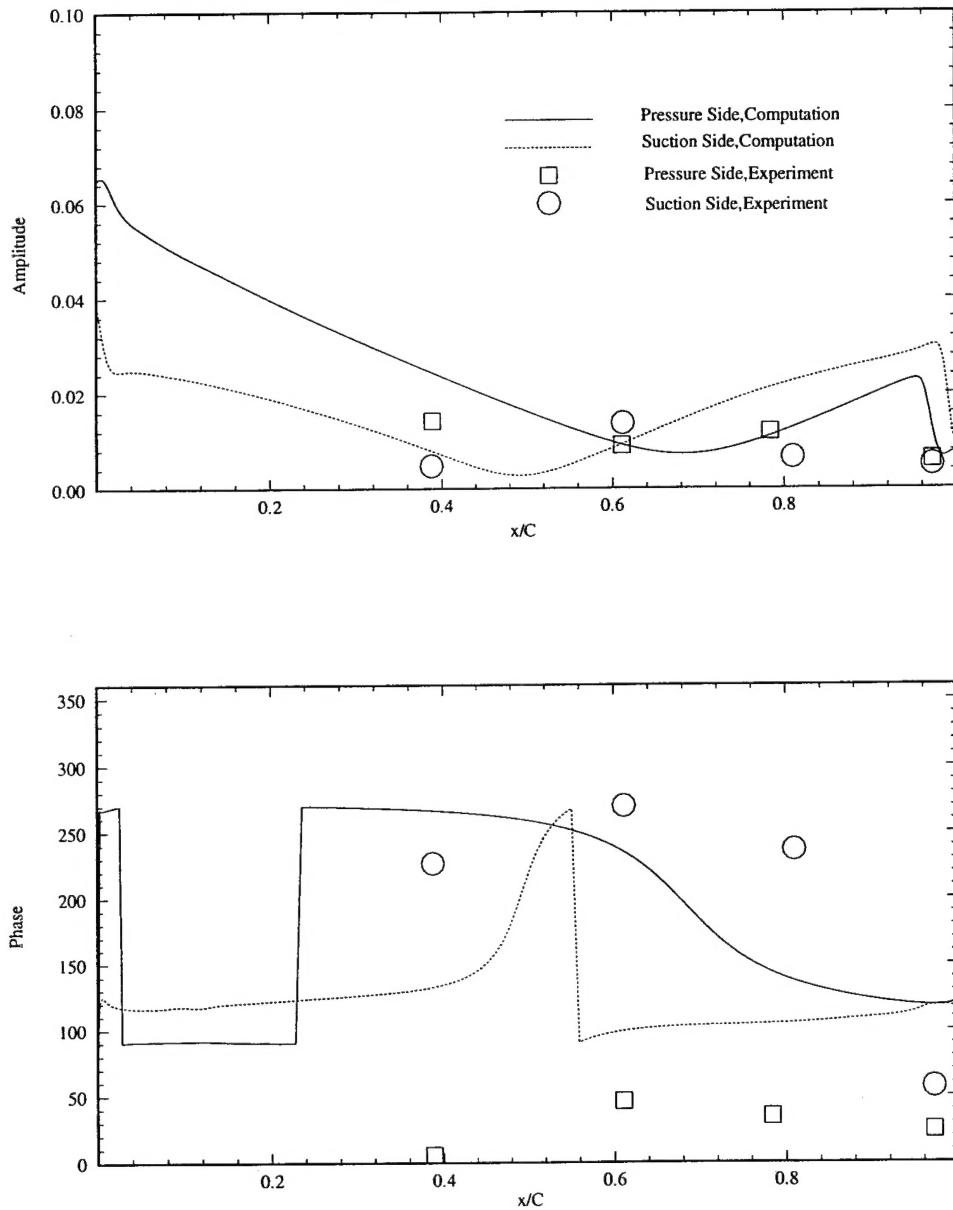 0.10
0.08
0.06
0.04
0.02
0.00
Amplitude
Pressure Side,Computation
Suction Side,Computation
Pressure Side,Experiment
Suction Side,Experiment
0.2
0.4
0.6
0.8
x/C
350
300
250
200
150
100
50
0
Phase
0.2
0.4
0.6
0.8
x/C